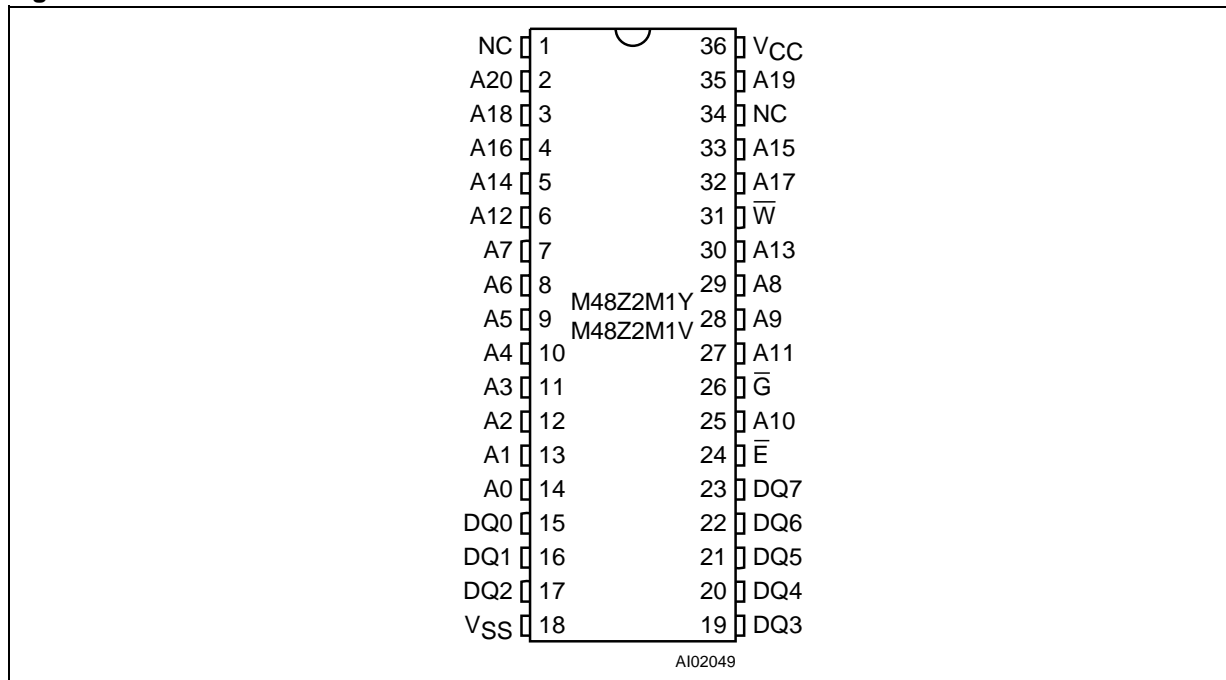 NC 1 36 VCC
A20 2 35 A19
A18 3 34 NC
A16 4 33 A15
A14 5 32 A17
A12 6 31 W̅
A7 7 30 A13
A6 8 29 A8
M48Z2M1Y
A5 9 28 A9
M48Z2M1V
A4 10 27 A11
A3 11 26 G̅
A2 12 25 A10
A1 13 24 E̅
A0 14 23 DQ7
DQ0 15 22 DQ6
DQ1 16 21 DQ5
DQ2 17 20 DQ4
VSS 18 19 DQ3
AI02049